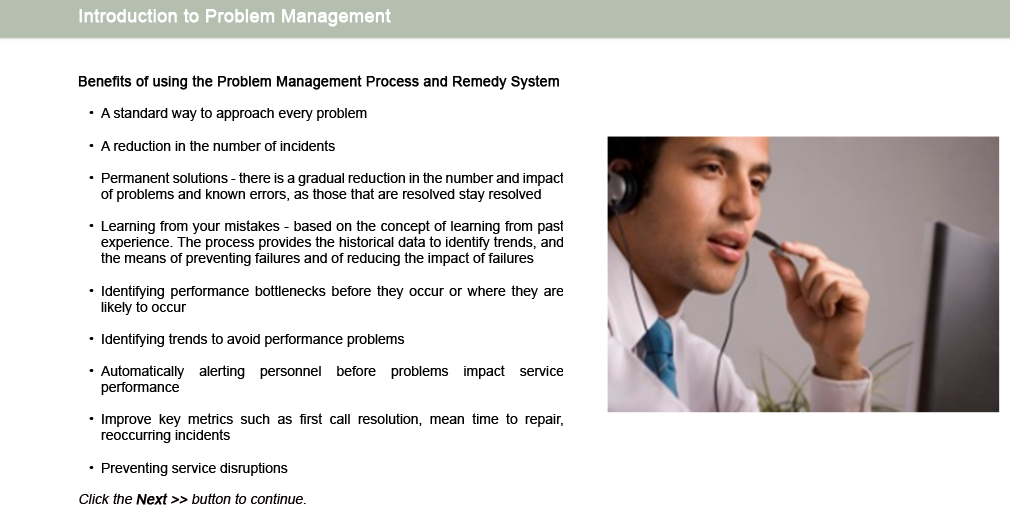 Introduction to Problem Management
Benefits of using the Problem Management Process and Remedy System
• A standard way to approach every problem
• A reduction in the number of incidents
• Permanent solutions - there is a gradual reduction in the number and impact
of problems and known errors, as those that are resolved stay resolved
• Learning from your mistakes - based on the concept of learning from past
experience. The process provides the historical data to identify trends, and
the means of preventing failures and of reducing the impact of failures
• Identifying performance bottlenecks before they occur or where they are
likely to occur
• Identifying trends to avoid performance problems
• Automatically alerting personnel before problems impact service
performance
• Improve key metrics such as first call resolution, mean time to repair,
reoccurring incidents
• Preventing service disruptions
Click the Next >> button to continue.